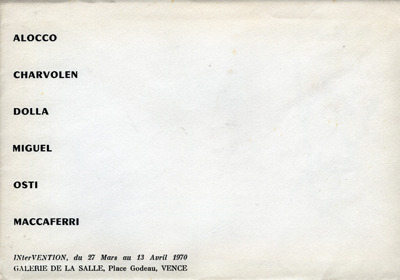 ALOCCO
CHARVOLEN
DOLLA
MIGUEL
OSTI
MACCAFERRI
INterVENTION, du 27 Mars au 13 Avril 1970
GALERIE DE LA SALLE, Place Godeau, VENCE